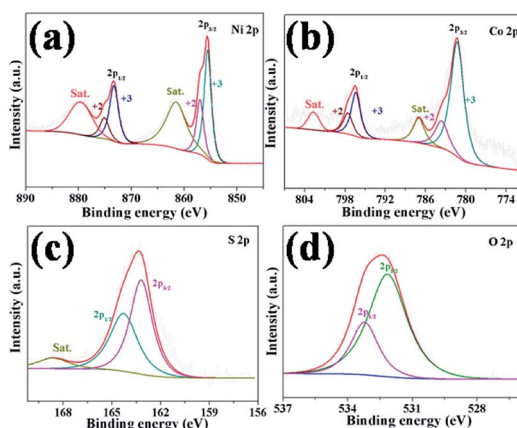 (a)
Ni 2p
2p3/2
2p1/2
Sat.
+2
+3
Sat.
+2
+3
Intensity (a.u.)
890 880 870 860 850
Binding energy (eV)
(b)
Co 2p
2p3/2
2p1/2
Sat.
+2
+3
Sat.
+2
+3
Intensity (a.u.)
804 798 792 786 780 774
Binding energy (eV)
(c)
S 2p
2p3/2
2p1/2
Sat.
Intensity (a.u.)
168 165 162 159 156
Binding energy (eV)
(d)
O 2p
2p3/2
2p1/2
Intensity (a.u.)
537 534 531 528
Binding energy (eV)